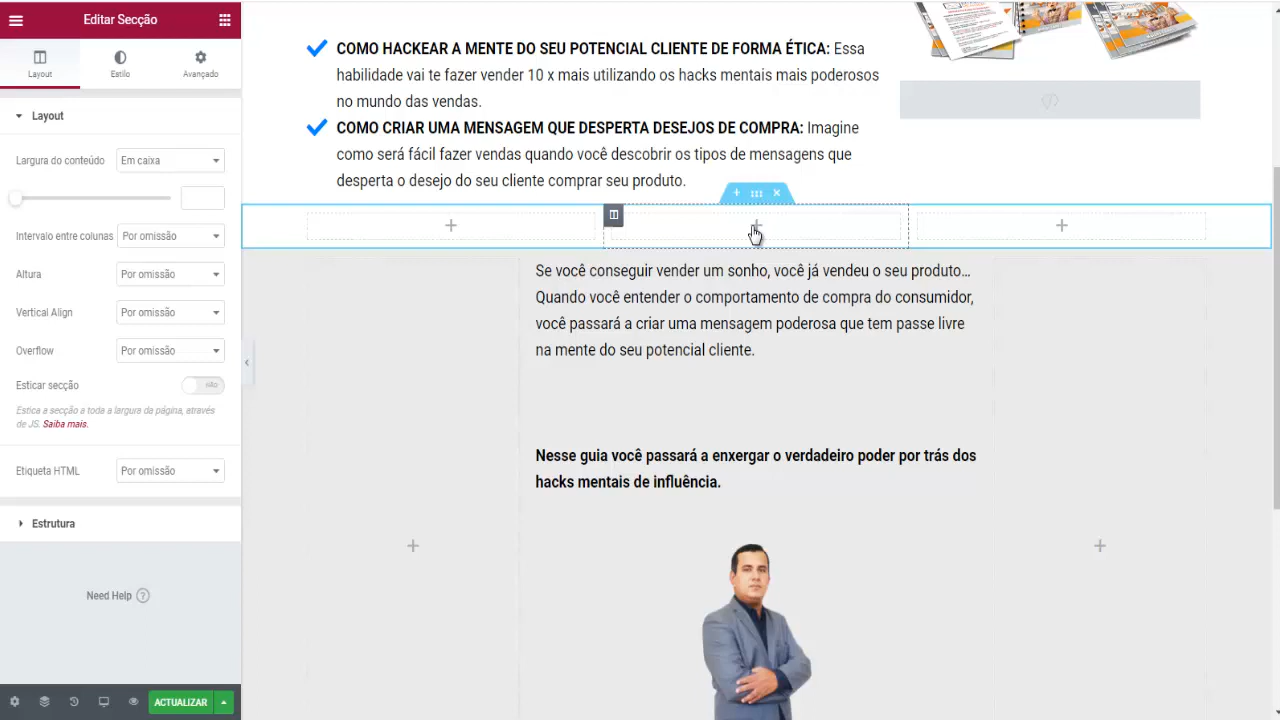 Editar Secção
Layout
Estilo
Avançado
Layout
Largura do conteúdo
Em caixa
Intervalo entre colunas
Por omissão
Altura
Por omissão
Vertical Align
Por omissão
Overflow
Por omissão
Esticar secção
NÃO
Estica a secção a toda a largura da página, através
de JS. Saiba mais.
Etiqueta HTML
Por omissão
Estrutura
Need Help
ACTUALIZAR
COMO HACKEAR A MENTE DO SEU POTENCIAL CLIENTE DE FORMA ÉTICA: Essa
habilidade vai te fazer vender 10 x mais utilizando os hacks mentais mais poderosos
no mundo das vendas.
COMO CRIAR UMA MENSAGEM QUE DESPERTA DESEJOS DE COMPRA: Imagine
como será fácil fazer vendas quando você descobrir os tipos de mensagens que
desperta o desejo do seu cliente comprar seu produto.
Se você conseguir vender um sonho, você já vendeu o seu produto...
Quando você entender o comportamento de compra do consumidor,
você passará a criar uma mensagem poderosa que tem passe livre
na mente do seu potencial cliente.
Nesse guia você passará a enxergar o verdadeiro poder por trás dos
hacks mentais de influência.